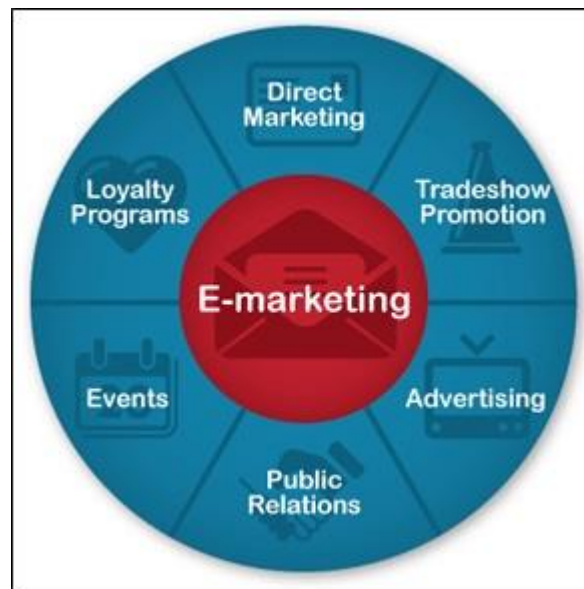 Direct
Marketing
Tradeshow
Promotion
Advertising
Public
Relations
Events
Loyalty
Programs
E-marketing